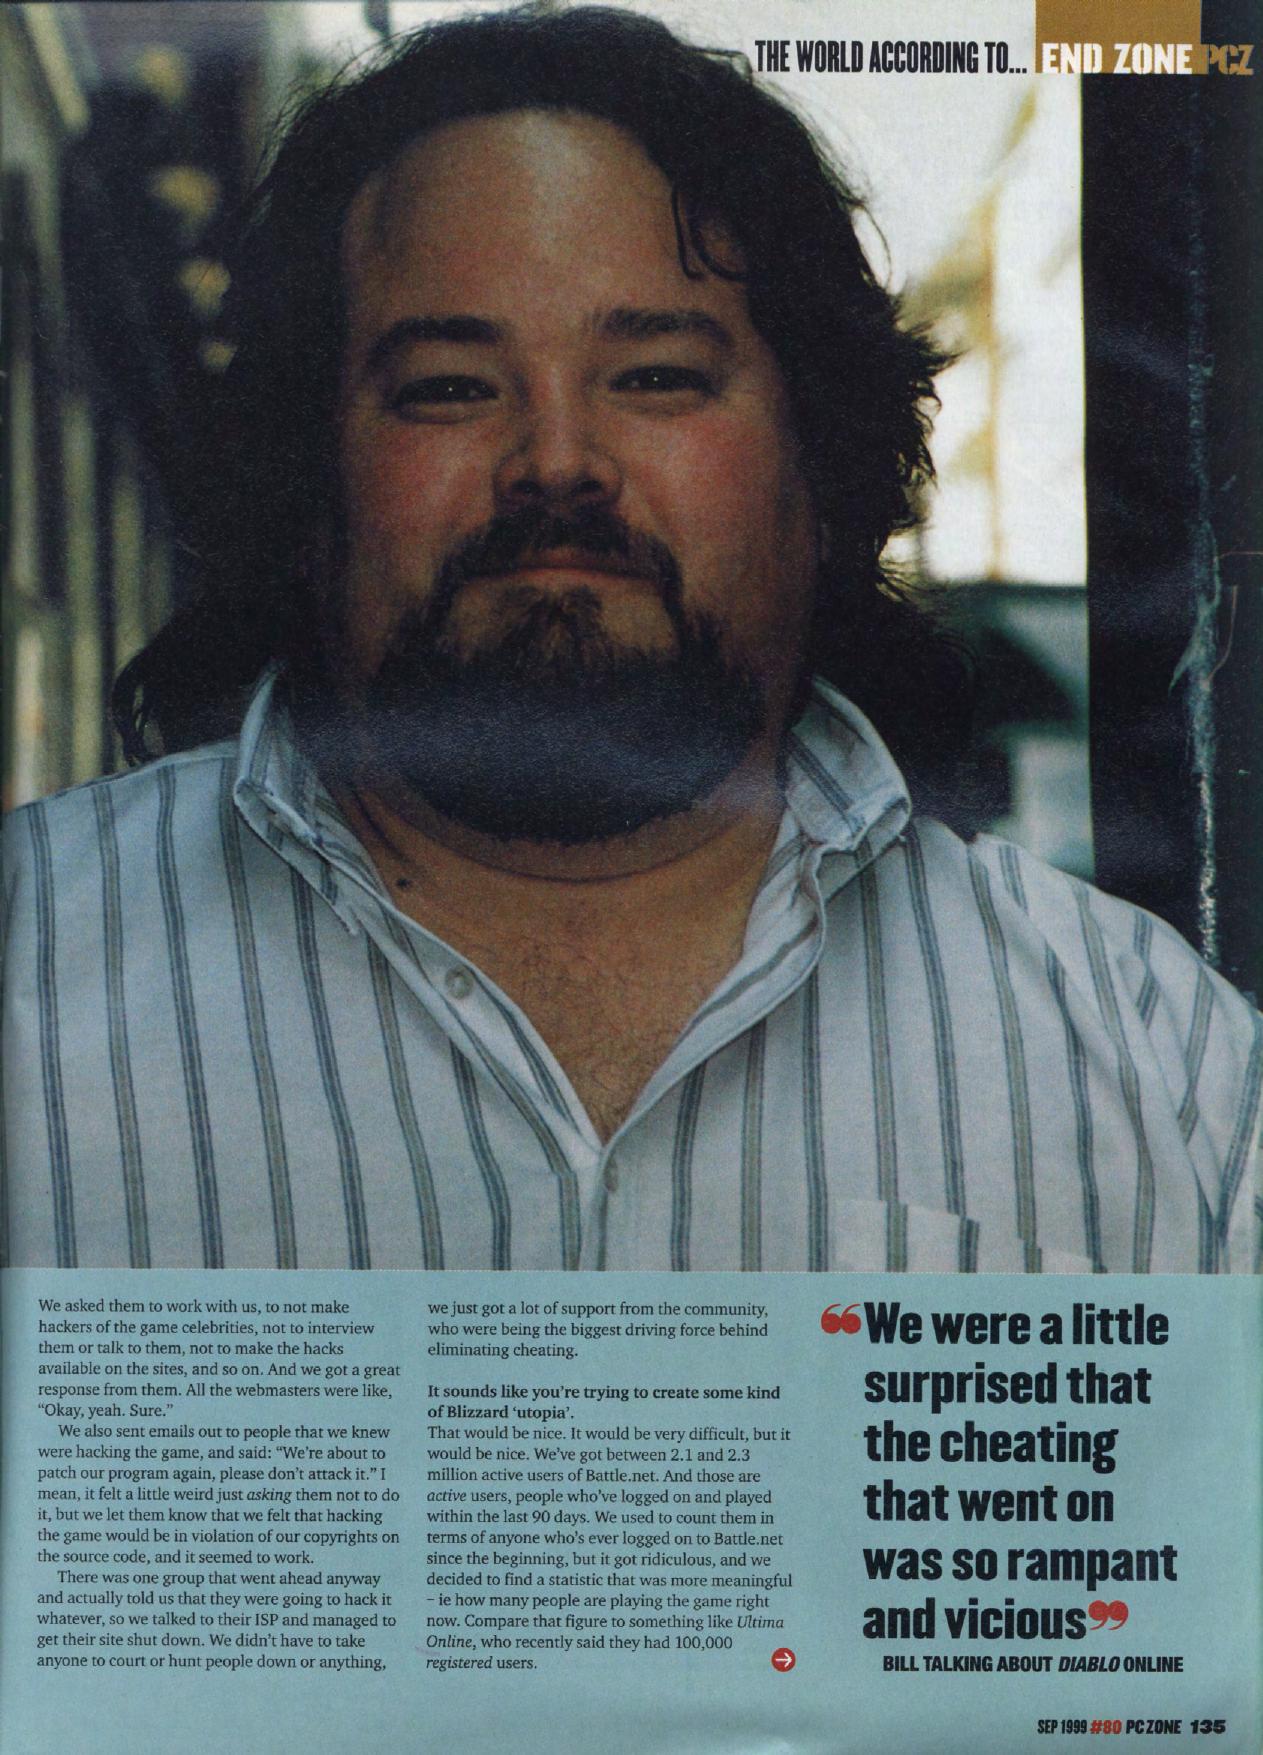 THE WORLD ACCORDING TO... END ZONE PCZ
We asked them to work with us, to not make
hackers of the game celebrities, not to interview
them or talk to them, not to make the hacks
available on the sites, and so on. And we got a great
response from them. All the webmasters were like,
“Okay, yeah. Sure.”
We also sent emails out to people that we knew
were hacking the game, and said: “We’re about to
patch our program again, please don’t attack it.” I
mean, it felt a little weird just asking them not to do
it, but we let them know that we felt that hacking
the game would be in violation of our copyrights on
the source code, and it seemed to work.
There was one group that went ahead anyway
and actually told us that they were going to hack it
whatever, so we talked to their ISP and managed to
get their site shut down. We didn’t have to take
anyone to court or hunt people down or anything,
we just got a lot of support from the community,
who were being the biggest driving force behind
eliminating cheating.
It sounds like you’re trying to create some kind
of Blizzard ‘utopia’.
That would be nice. It would be very difficult, but it
would be nice. We’ve got between 2.1 and 2.3
million active users of Battle.net. And those are
active users, people who’ve logged on and played
within the last 90 days. We used to count them in
terms of anyone who’s ever logged on to Battle.net
since the beginning, but it got ridiculous, and we
decided to find a statistic that was more meaningful
– ie how many people are playing the game right
now. Compare that figure to something like Ultima
Online, who recently said they had 100,000
registered users.
“We were a little
surprised that
the cheating
that went on
was so rampant
and vicious”
BILL TALKING ABOUT DIABLO ONLINE
SEP 1999 #80 PC ZONE 135